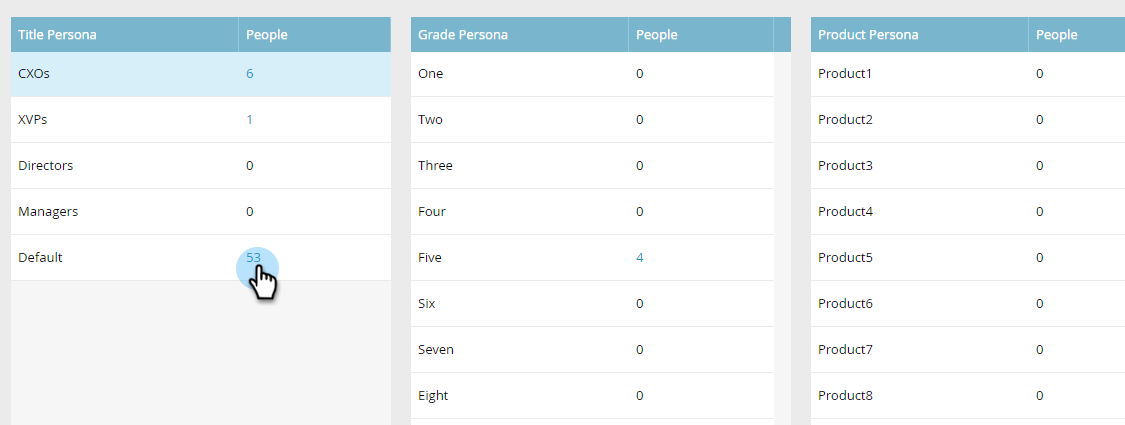 Title Persona People
CXOs 6
XVPs 1
Directors 0
Managers 0
Default 53
Grade Persona People
One 0
Two 0
Three 0
Four 0
Five 4
Six 0
Seven 0
Eight 0
Product Persona People
Product1 0
Product2 0
Product3 0
Product4 0
Product5 0
Product6 0
Product7 0
Product8 0